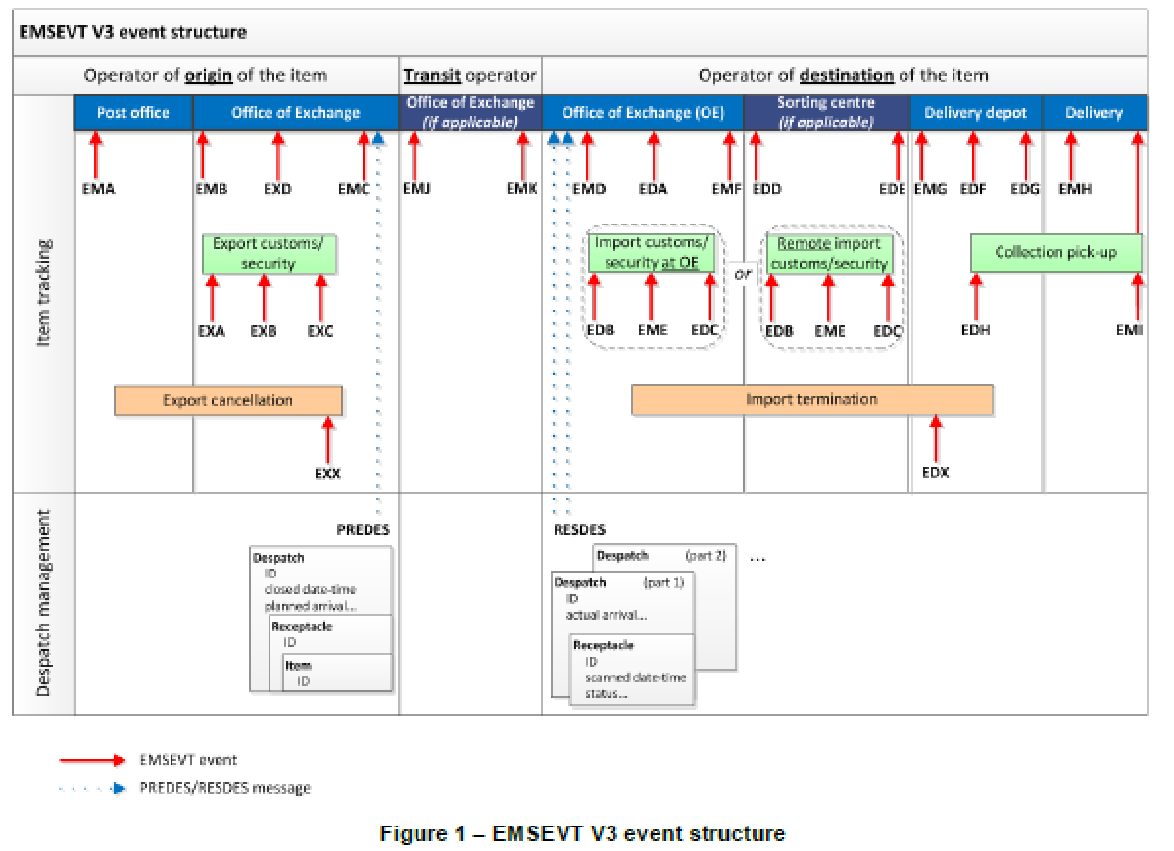 EMSEVT V3 event structure
Operator of origin of the item
Transit operator
Operator of destination of the item
Post office
Office of Exchange
Office of Exchange
(if applicable)
Office of Exchange (OE)
Sorting centre
(if applicable)
Delivery depot
Delivery
Item tracking
EMA
EMB
EXD
EMC
EMJ
EMK
EMD
EDA
EMF
EDD
EDE
EMG
EDF
EDG
EMH
Export customs/
security
Import customs/
security at OE
or
Remote import
customs/security
Collection pick-up
EXA
EXB
EXC
EDB
EME
EDC
EDB
EME
EDC
EDH
EMI
Export cancellation
Import termination
EXX
EDX
Despatch management
PREDES
Despatch
ID
closed date-time
planned arrival...
Receptacle
ID
Item
ID
RESDES
Despatch (part 2)
...
Despatch (part 1)
ID
actual arrival...
Receptacle
ID
scanned date-time
status...
EMSEVT event
PREDES/RESDES message
Figure 1 – EMSEVT V3 event structure